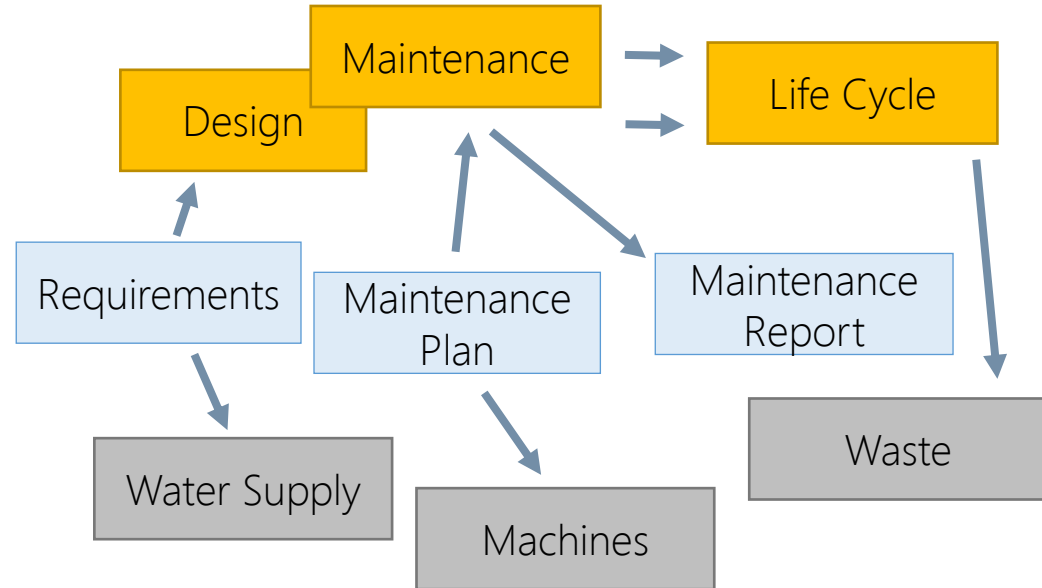 Maintenance
Design
Life Cycle
Requirements
Maintenance
Plan
Maintenance
Report
Water Supply
Machines
Waste